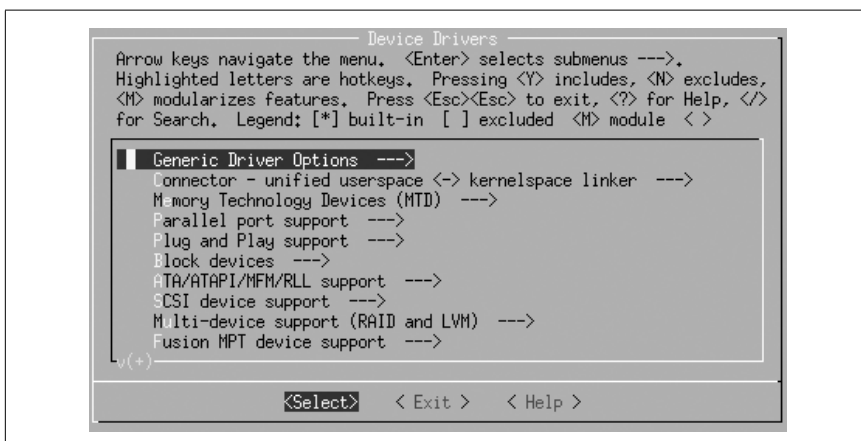 Device Drivers
Arrow keys navigate the menu. <Enter> selects submenus --->.
Highlighted letters are hotkeys. Pressing <Y> includes, <N> excludes,
<M> modularizes features. Press <Esc><Esc> to exit, <?> for Help, </>
for Search. Legend: [*] built-in [ ] excluded <M> module < >
Generic Driver Options --->
Connector - unified userspace <-> kernelspace linker --->
Memory Technology Devices (MTD) --->
Parallel port support --->
Plug and Play support --->
Block devices --->
ATA/ATAPI/MFM/RLL support --->
SCSI device support --->
Multi-device support (RAID and LVM) --->
Fusion MPT device support --->
v(+)
<Select> < Exit > < Help >